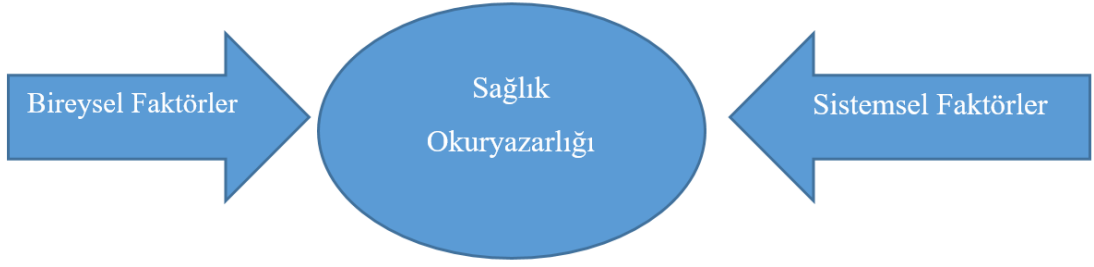 Bireysel Faktörler
Sağlık
Okuryazarlığı
Sistemsel Faktörler